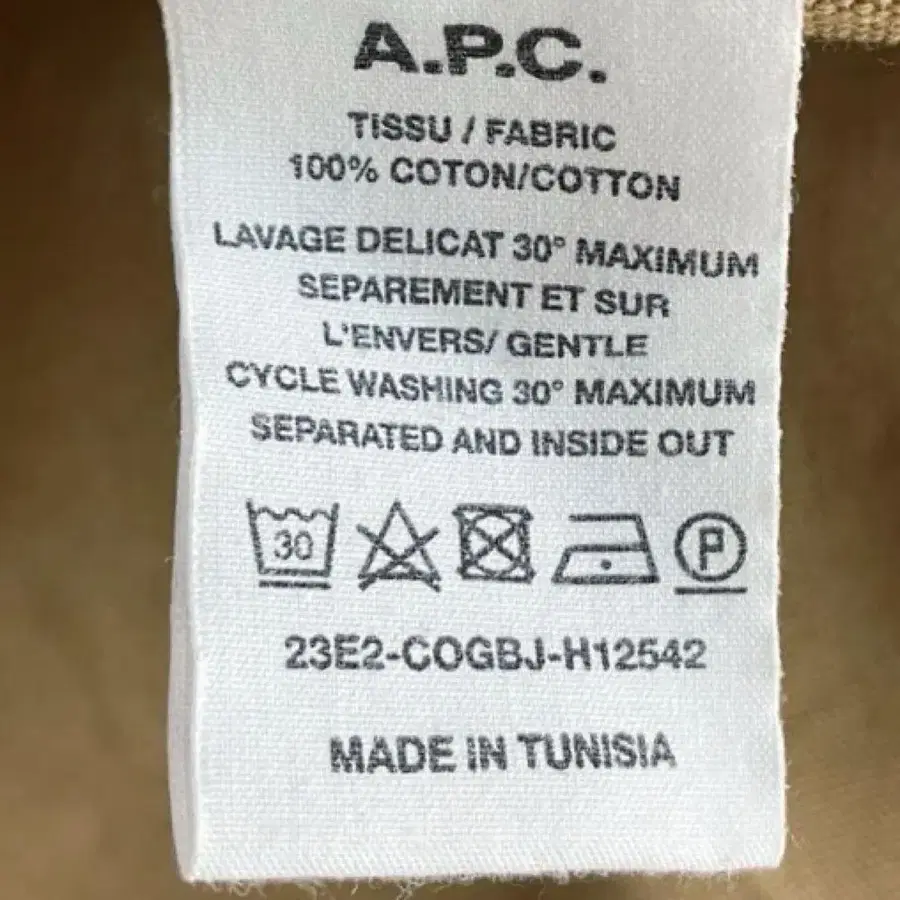 A.P.C.
TISSU / FABRIC
100% COTON/COTTON
LAVAGE DELICAT 30° MAXIMUM
SEPAREMENT ET SUR
L'ENVERS/ GENTLE
CYCLE WASHING 30° MAXIMUM
SEPARATED AND INSIDE OUT
30 P
23E2-COGBJ-H12542
MADE IN TUNISIA